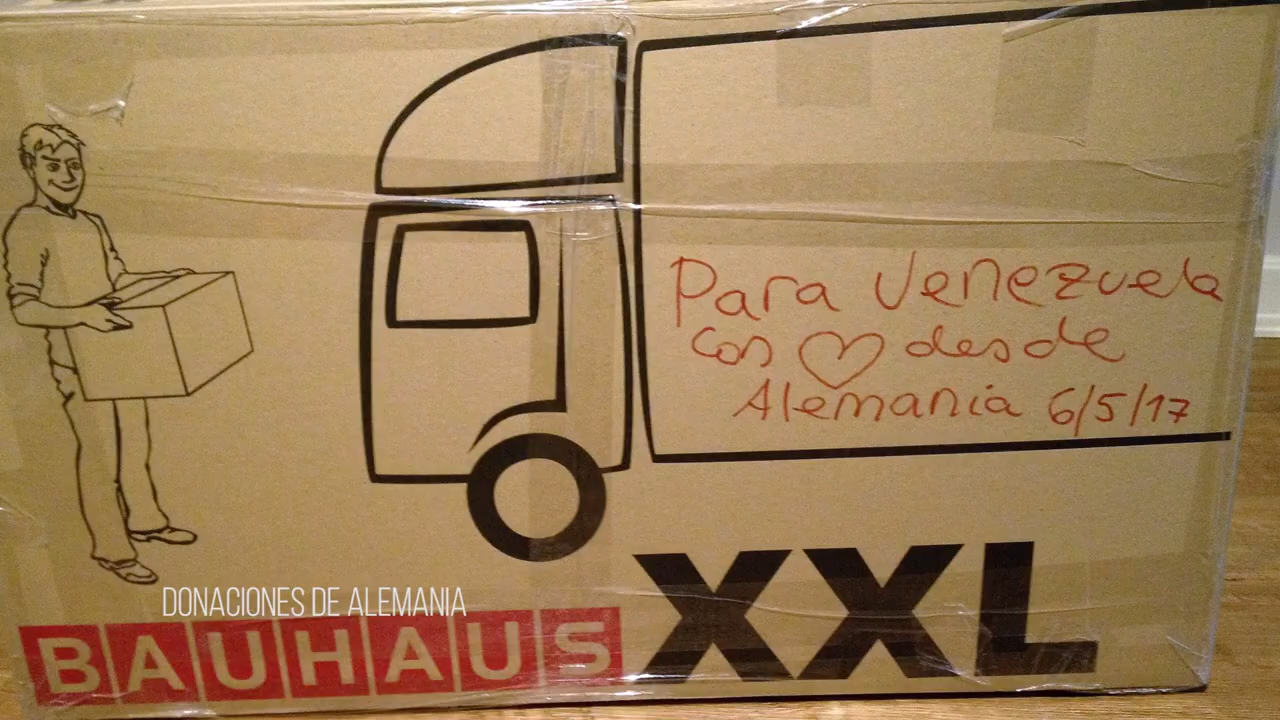 Para Venezuela
con ♡ desde
Alemania 6/5/17
XXL
DONACIONES DE ALEMANIA
BAUHAUS